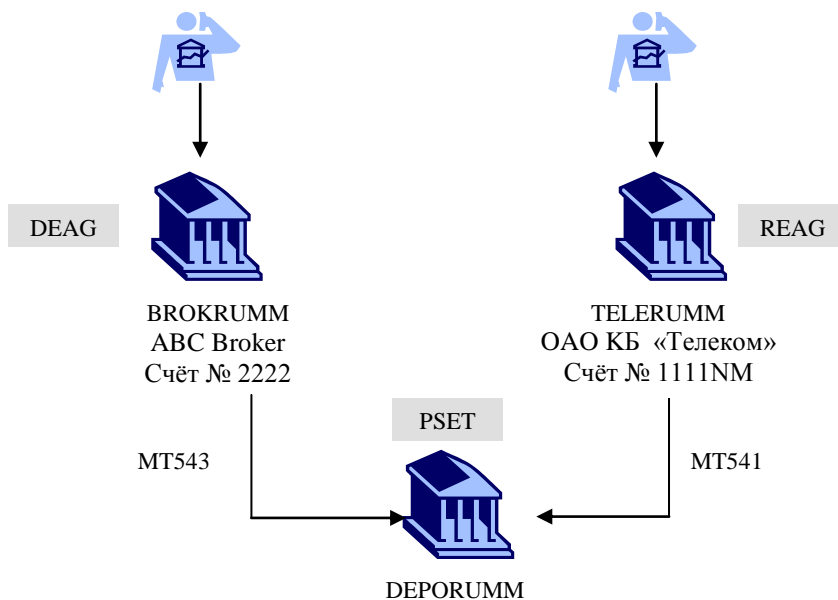 DEAG
REAG
BROKRUMM
ABC Broker
Счёт № 2222
TELERUMM
ОАО КБ «Телеком»
Счёт № 1111NM
PSET
MT543
MT541
DEPORUMM